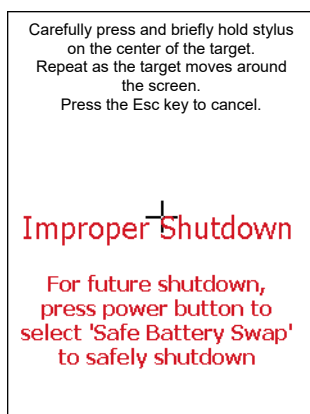 Carefully press and briefly hold stylus
on the center of the target.
Repeat as the target moves around
the screen.
Press the Esc key to cancel.
Improper Shutdown
For future shutdown,
press power button to
select 'Safe Battery Swap'
to safely shutdown